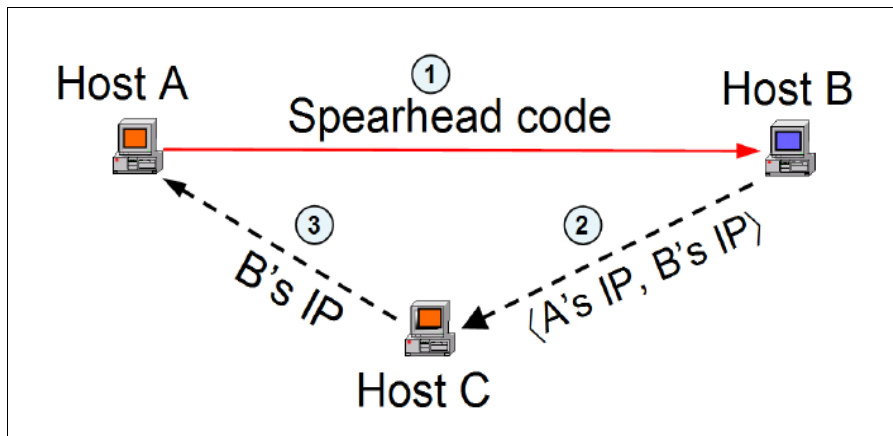 Host A
1
Spearhead code
Host B
3
B's IP
2
⟨A's IP, B's IP⟩
Host C